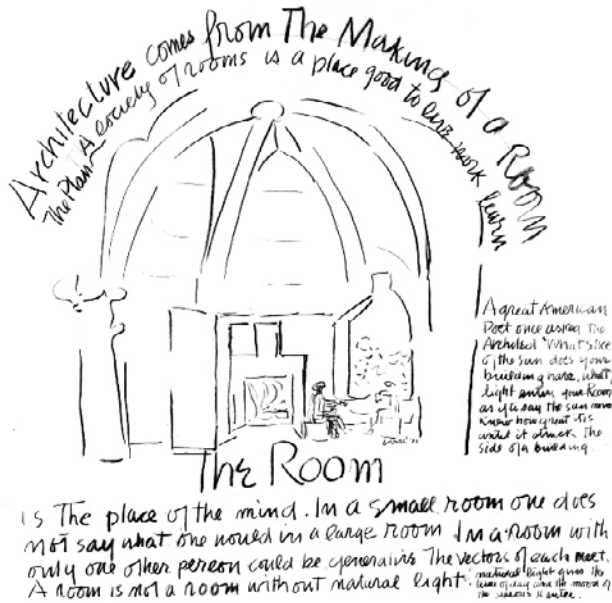 Architecture comes from The Making of a Room
The Plan A society of rooms is a place good to live work learn
A great American
Poet once asked the
Architect 'What slice
of the sun does your
building have, what
light enters your Room
as if to say the sun never
knew how great it is
until it struck the
side of a building.
The Room
is The place of the mind. In a small room one does
not say what one would in a large room In a room with
only one other person could be generative The vectors of each meet.
A room is not a room without natural light. natural light gives the
time of day and the mood of
the seasons to enter.